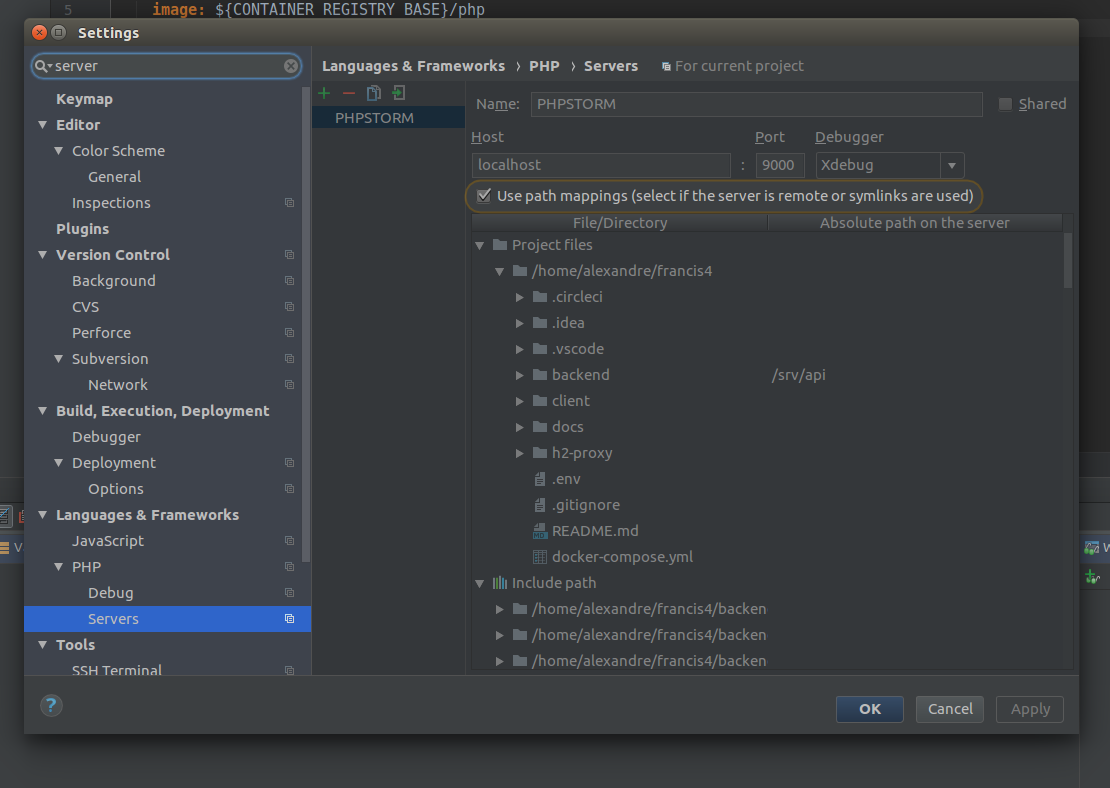 5 image: ${CONTAINER_REGISTRY_BASE}/php
Settings
server
Keymap
Editor
Color Scheme
General
Inspections
Plugins
Version Control
Background
CVS
Perforce
Subversion
Network
Build, Execution, Deployment
Debugger
Deployment
Options
Languages & Frameworks
JavaScript
PHP
Debug
Servers
Tools
SSH Terminal
Languages & Frameworks › PHP › Servers For current project
PHPSTORM
Name: PHPSTORM Shared
Host Port Debugger
localhost : 9000 Xdebug
Use path mappings (select if the server is remote or symlinks are used)
File/Directory Absolute path on the server
Project files
/home/alexandre/francis4
.circleci
.idea
.vscode
backend /srv/api
client
docs
h2-proxy
.env
.gitignore
README.md
docker-compose.yml
Include path
/home/alexandre/francis4/backen
/home/alexandre/francis4/backen
/home/alexandre/francis4/backen
? OK Cancel Apply